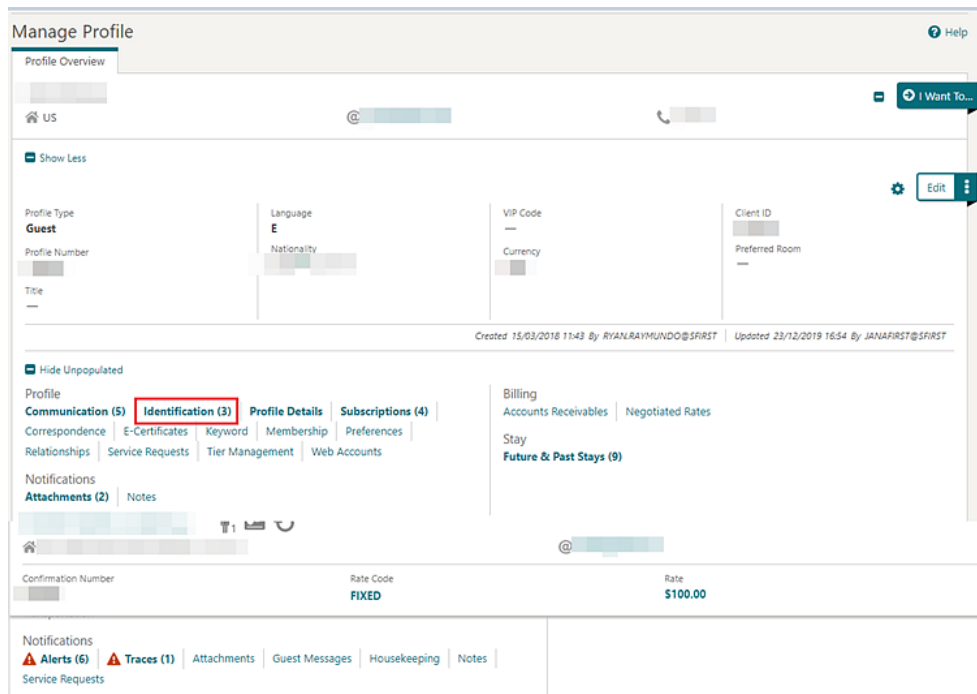 Manage Profile
Help
Profile Overview
I Want To...
US
@
Show Less
Edit
Profile Type
Guest
Language
E
VIP Code
—
Client ID
Profile Number
Nationality
Currency
Preferred Room
—
Title
—
Created 15/03/2018 11:43 By RYAN.RAYMUNDO@SFIRST Updated 23/12/2019 16:54 By JANAFIRST@SFIRST
Hide Unpopulated
Profile
Communication (5) Identification (3) Profile Details Subscriptions (4)
Correspondence E-Certificates Keyword Membership Preferences
Relationships Service Requests Tier Management Web Accounts
Notifications
Attachments (2) Notes
Billing
Accounts Receivables Negotiated Rates
Stay
Future & Past Stays (9)
1
@
Confirmation Number
Rate Code
FIXED
Rate
$100.00
Notifications
Alerts (6) Traces (1) Attachments Guest Messages Housekeeping Notes
Service Requests